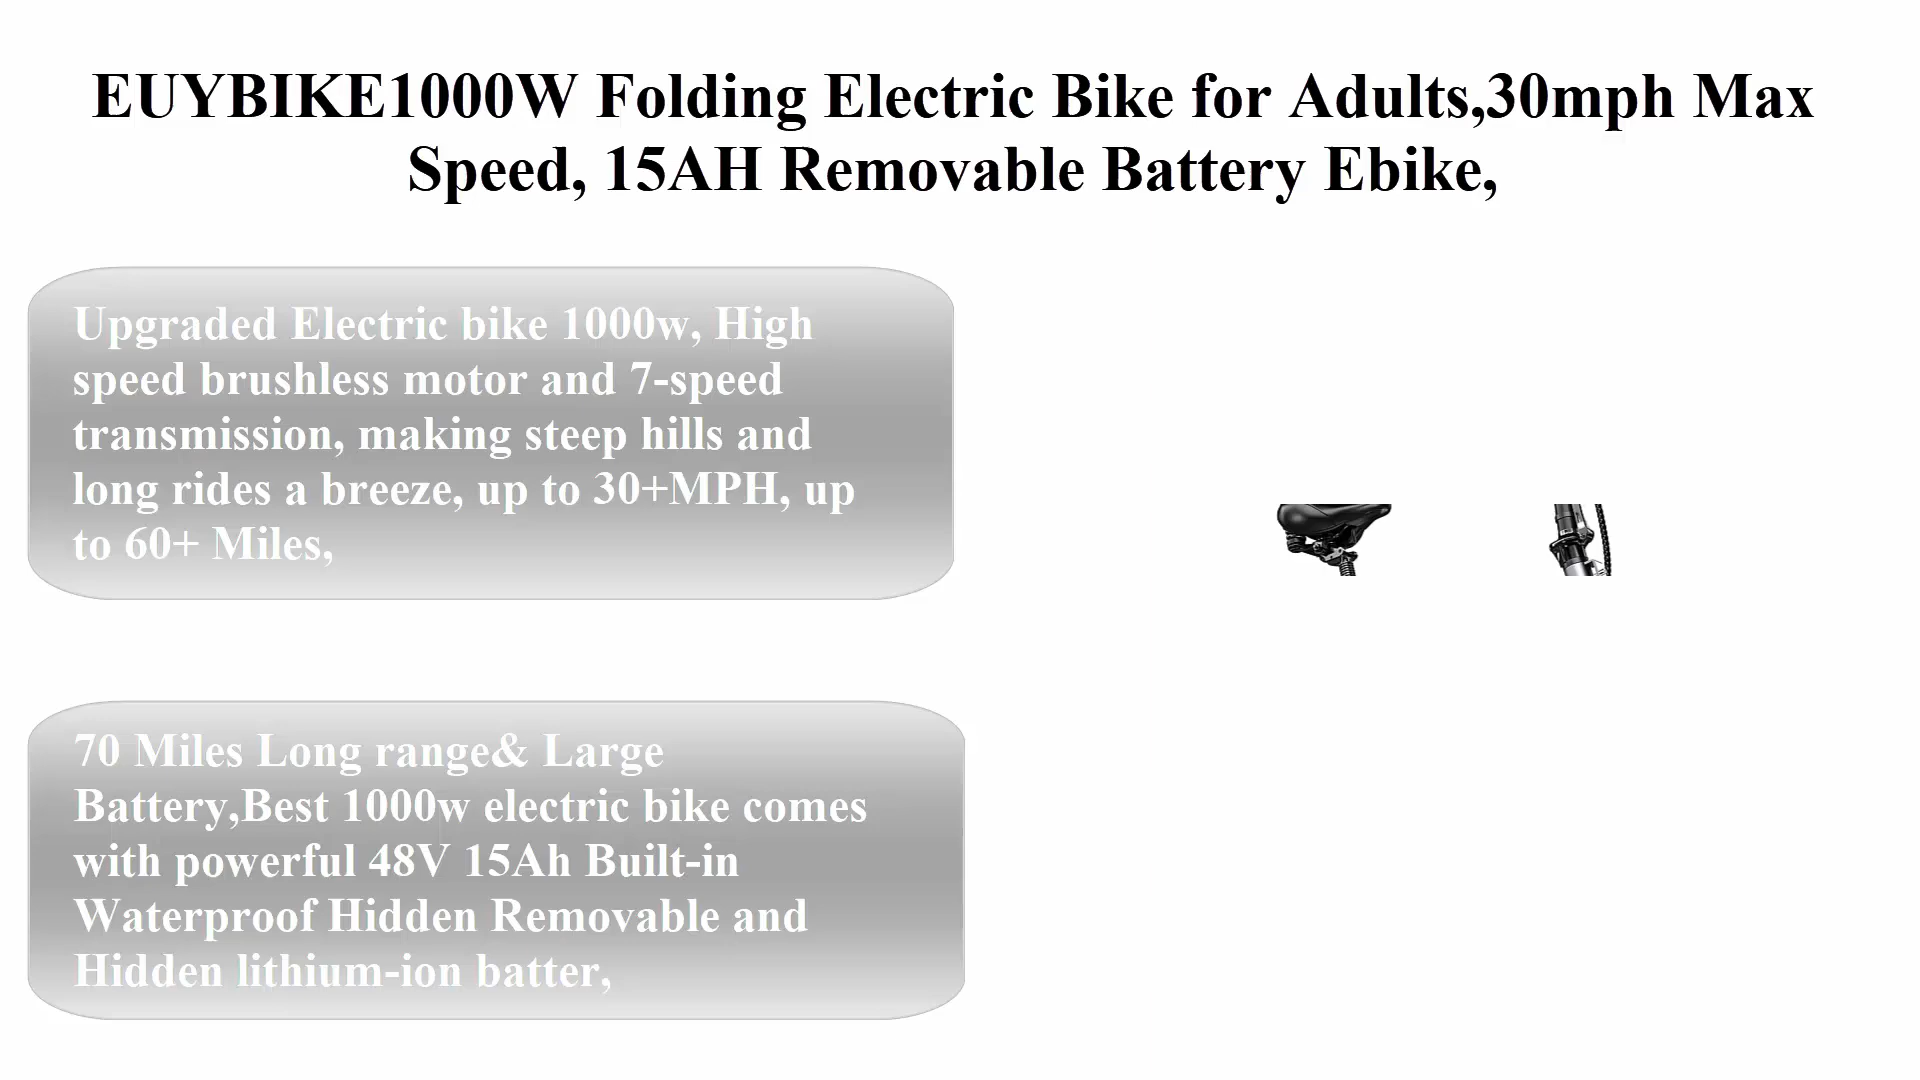 EUYBIKE1000W Folding Electric Bike for Adults,30mph Max
Speed, 15AH Removable Battery Ebike,
Upgraded Electric bike 1000w, High
speed brushless motor and 7-speed
transmission, making steep hills and
long rides a breeze, up to 30+MPH, up
to 60+ Miles,
70 Miles Long range& Large
Battery,Best 1000w electric bike comes
with powerful 48V 15Ah Built-in
Waterproof Hidden Removable and
Hidden lithium-ion batter,